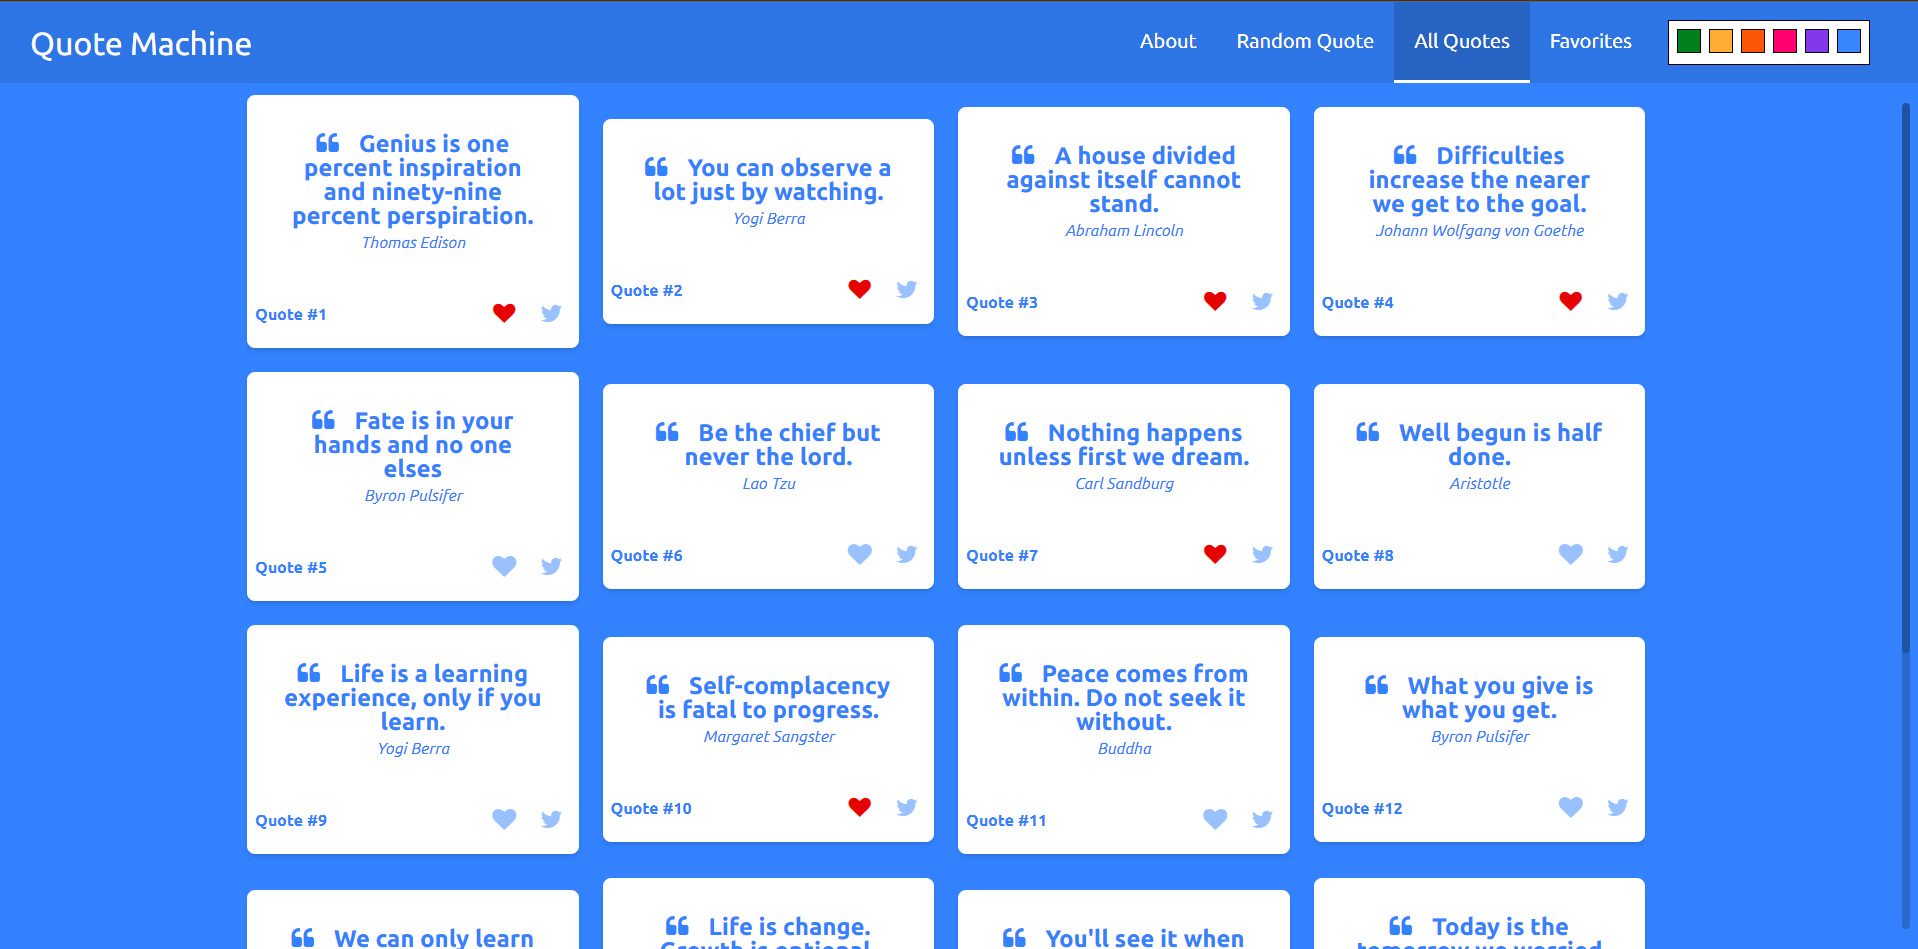 Quote Machine
About
Random Quote
All Quotes
Favorites
Genius is one
percent inspiration
and ninety-nine
percent perspiration.
Thomas Edison
Quote #1
You can observe a
lot just by watching.
Yogi Berra
Quote #2
A house divided
against itself cannot
stand.
Abraham Lincoln
Quote #3
Difficulties
increase the nearer
we get to the goal.
Johann Wolfgang von Goethe
Quote #4
Fate is in your
hands and no one
elses
Byron Pulsifer
Quote #5
Be the chief but
never the lord.
Lao Tzu
Quote #6
Nothing happens
unless first we dream.
Carl Sandburg
Quote #7
Well begun is half
done.
Aristotle
Quote #8
Life is a learning
experience, only if you
learn.
Yogi Berra
Quote #9
Self-complacency
is fatal to progress.
Margaret Sangster
Quote #10
Peace comes from
within. Do not seek it
without.
Buddha
Quote #11
What you give is
what you get.
Byron Pulsifer
Quote #12
We can only learn
Life is change.
Growth is optional.
You'll see it when
Today is the
tomorrow we worried